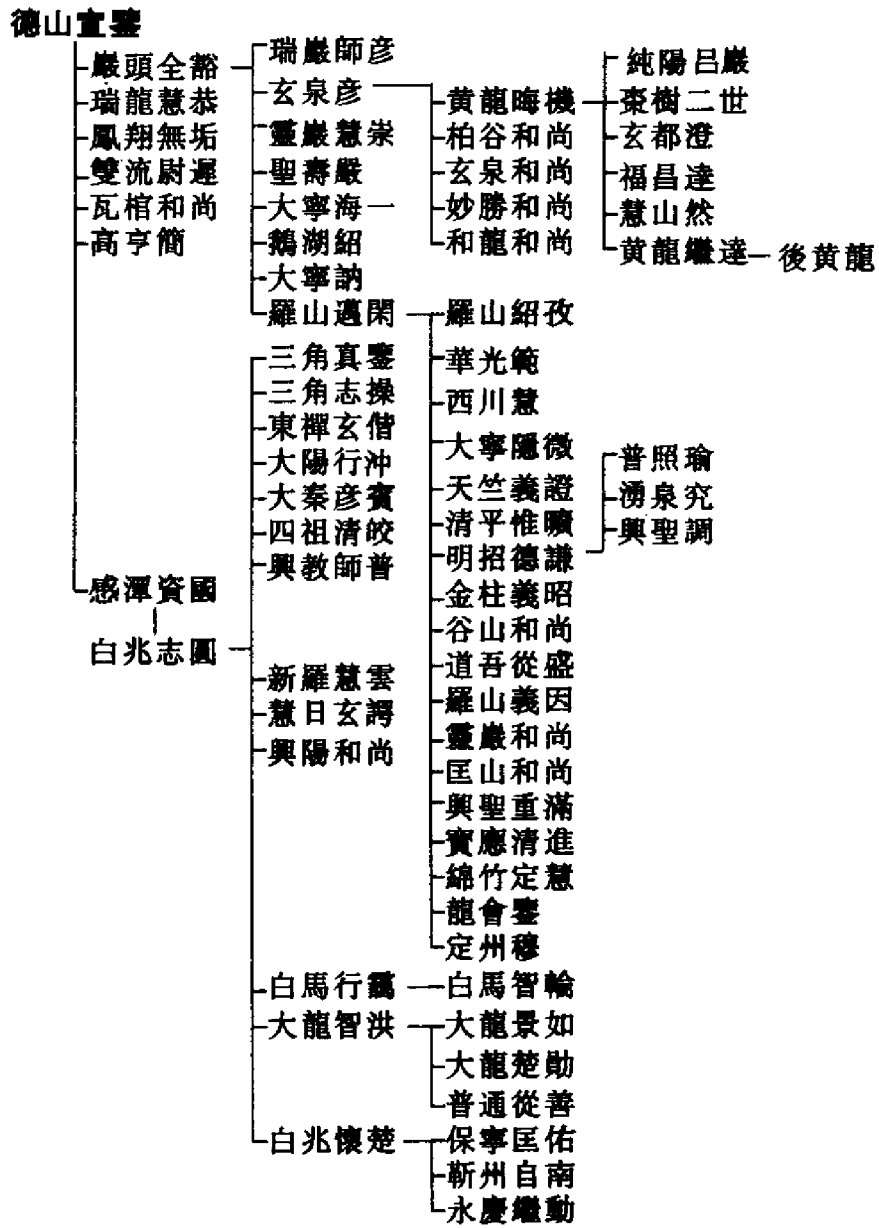 德山宣鑒
巖頭全豁
瑞龍慧恭
鳳翔無垢
雙流尉遲
瓦棺和尚
高亨簡
感潭資國
白兆志圓
瑞巖師彦
玄泉彦
靈巖慧崇
聖壽嚴
大寧海一
鵝湖紹
大寧訥
羅山道閑
三角真鑒
三角志操
東禪玄偕
大陽行沖
大秦彦賓
四祖清皎
興教師普
新羅慧雲
慧日玄諤
興陽和尚
白馬行靄
大龍智洪
白兆懷楚
黄龍晦機
柏谷和尚
玄泉和尚
妙勝和尚
和龍和尚
羅山紹孜
華光範
西川慧
大寧隱微
天竺義證
清平惟曠
明招德謙
金柱義昭
谷山和尚
道吾從盛
羅山義因
靈巖和尚
匡山和尚
興聖重滿
寶應清進
綿竹定慧
龍會鑒
定州穆
白馬智輪
大龍景如
大龍楚勛
普通從善
保寧匡佑
靳州自南
永慶繼動
純陽吕巖
棗樹二世
玄都澄
福昌達
慧山然
黄龍繼達
普照瑜
湧泉究
興聖調
後黄龍